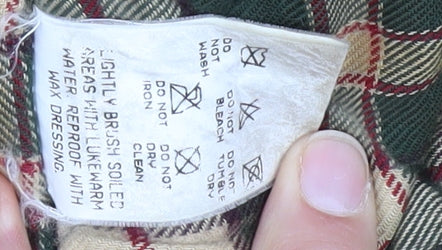 DO NOT
WASH
DO NOT
BLEACH
DO NOT
TUMBLE
DRY
DO NOT
IRON
DO NOT
DRY
CLEAN
LIGHTLY BRUSH SOILED
AREAS WITH LUKEWARM
WATER REPROOF WITH
WAX DRESSING.